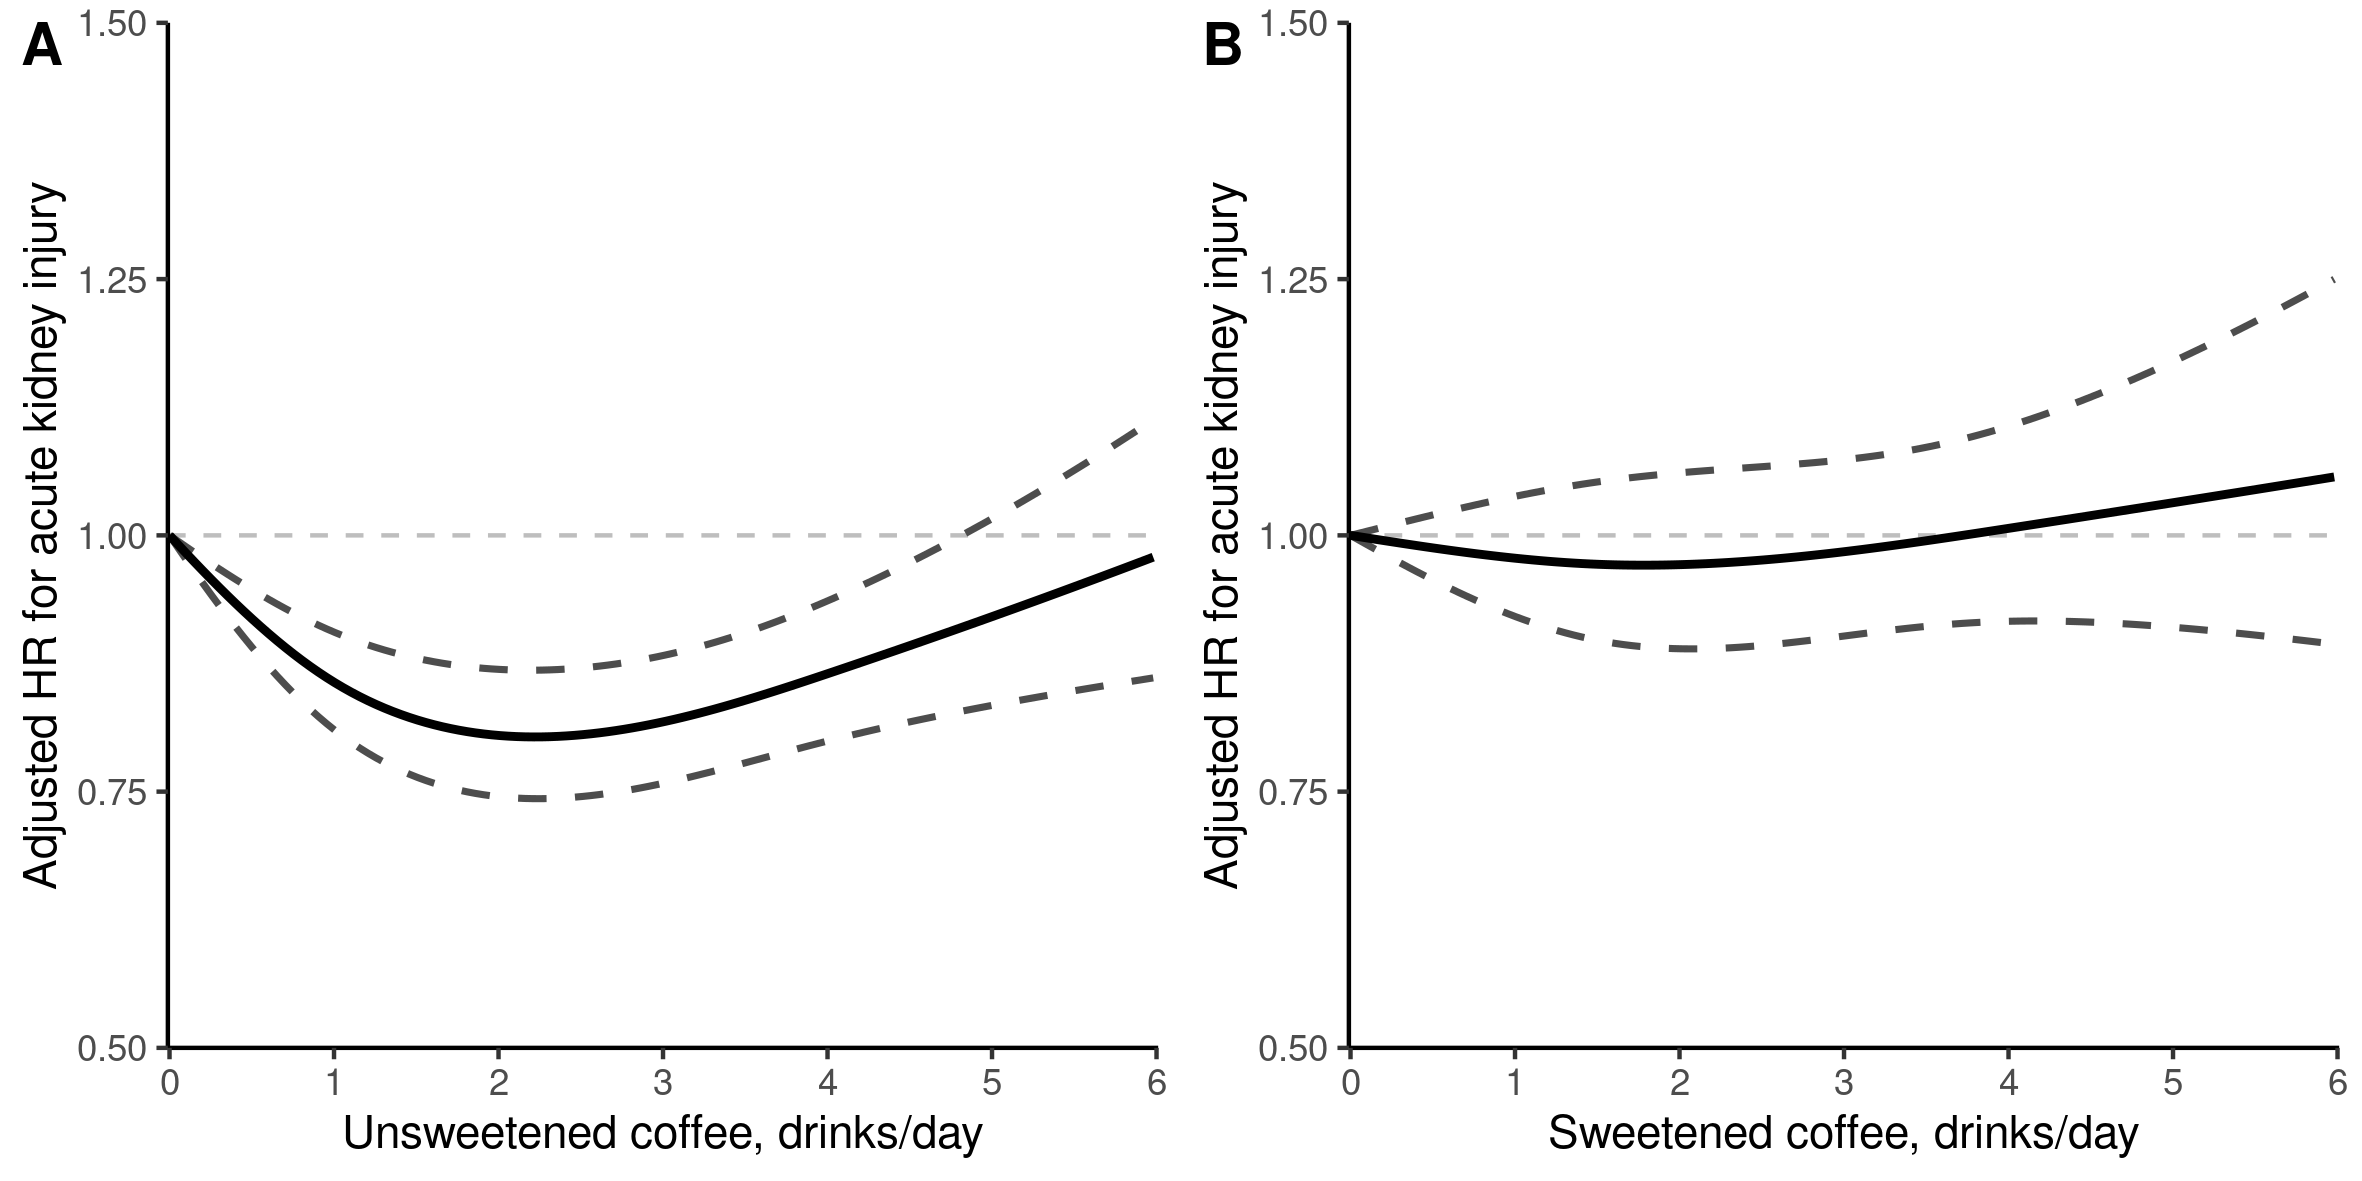 A
1.50
1.25
1.00
0.75
0.50
Adjusted HR for acute kidney injury
0 1 2 3 4 5 6
Unsweetened coffee, drinks/day
B
1.50
1.25
1.00
0.75
0.50
Adjusted HR for acute kidney injury
0 1 2 3 4 5 6
Sweetened coffee, drinks/day